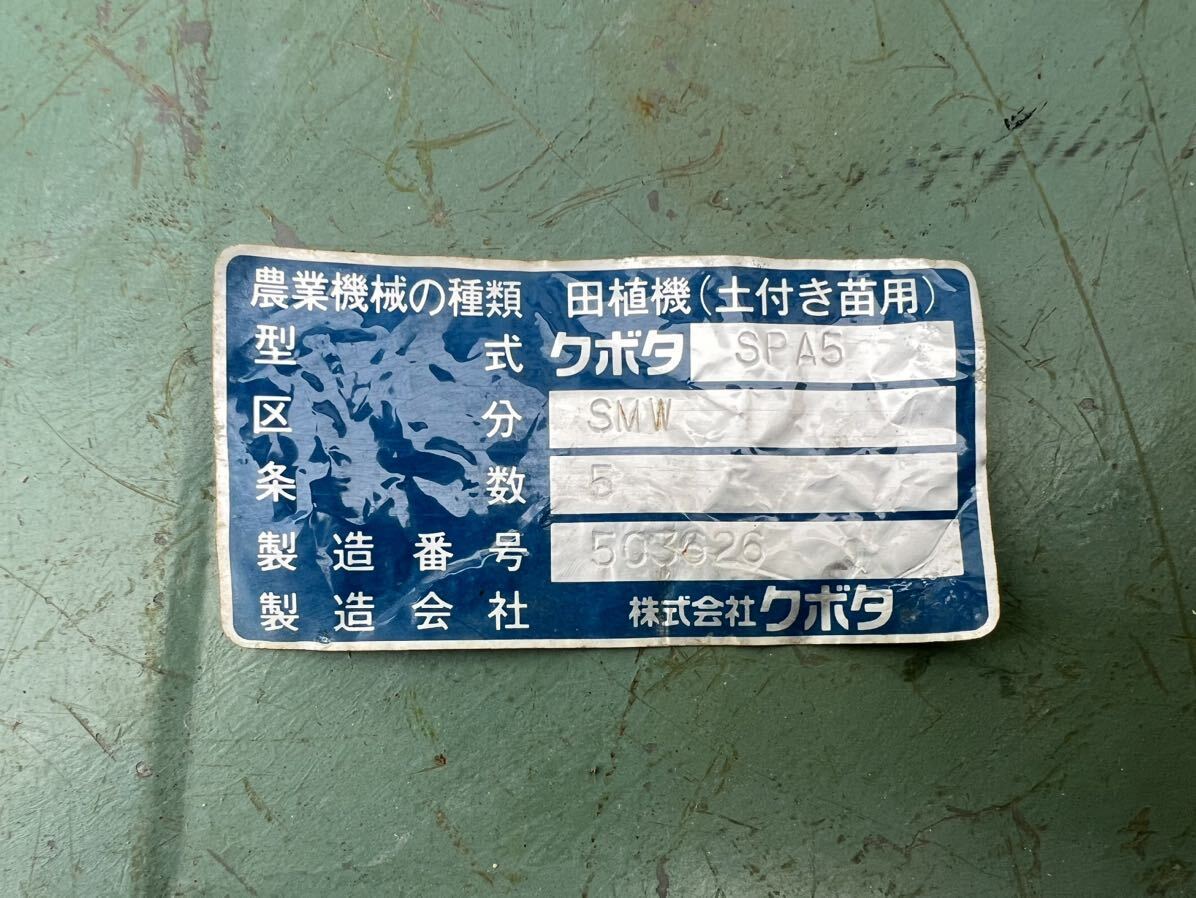 農業機械の種類 田植機(土付き苗用)
型式 クボタ SPA5
区分 SMW
条数 5
製造番号 503626
製造会社 株式会社クボタ